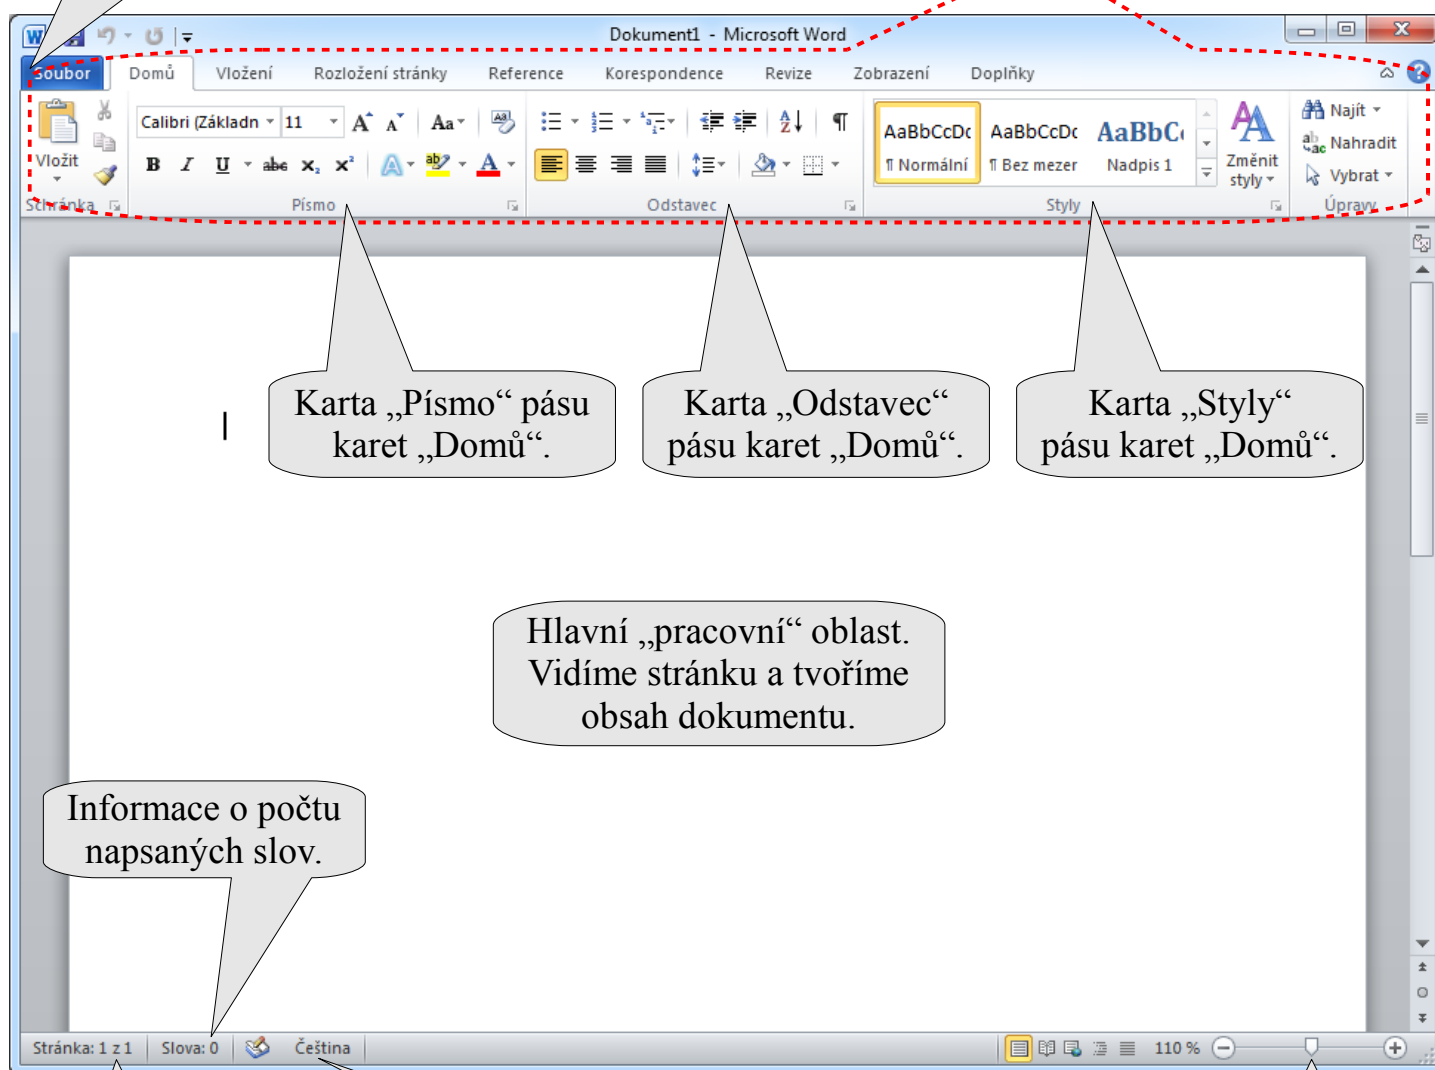 Dokument1 - Microsoft Word
Soubor Domů Vložení Rozložení stránky Reference Korespondence Revize Zobrazení Doplňky
Calibri (Základn 11 Aa
AaBbCcDc AaBbCcDc AaBbC
Najít
Nahradit
Vybrat
Vložit
¶ Normální ¶ Bez mezer Nadpis 1
Změnit
styly
Schránka Písmo Odstavec Styly Úpravy
Karta „Písmo“ pásu
karet „Domů“.
Karta „Odstavec“
pásu karet „Domů“.
Karta „Styly“
pásu karet „Domů“.
Hlavní „pracovní“ oblast.
Vidíme stránku a tvoříme
obsah dokumentu.
Informace o počtu
napsaných slov.
Stránka: 1 z 1 Slova: 0 Čeština 110 %